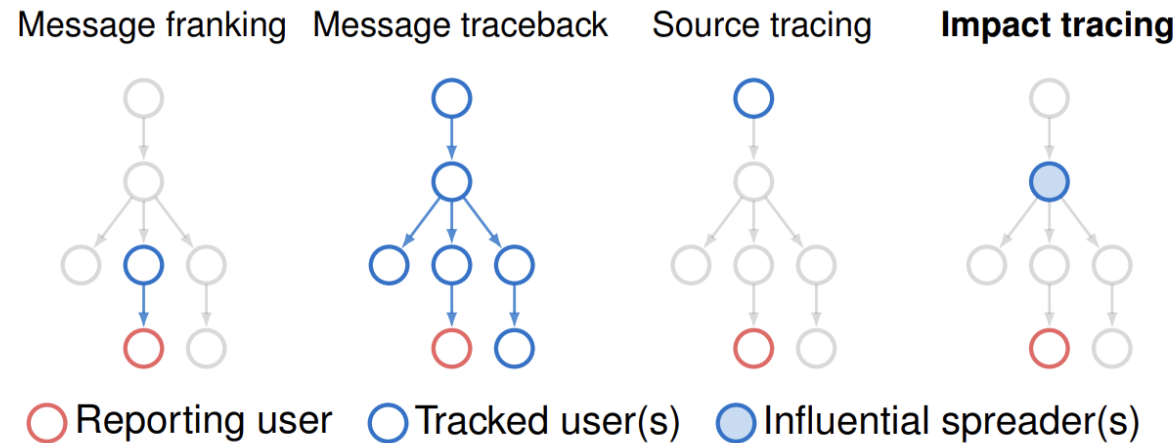 Message franking Message traceback Source tracing Impact tracing
Reporting user Tracked user(s) Influential spreader(s)